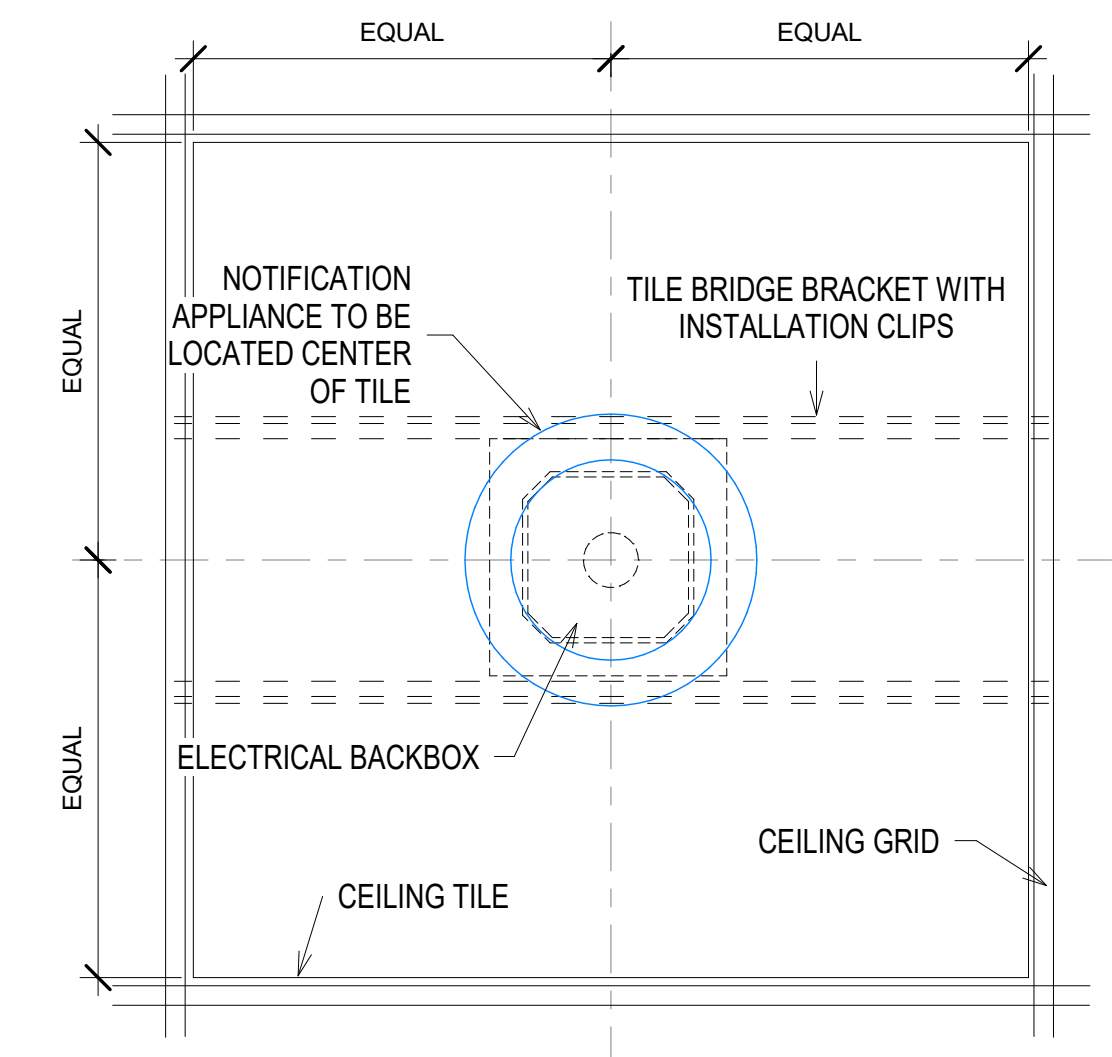 EQUAL
EQUAL
NOTIFICATION
APPLIANCE TO BE
LOCATED CENTER
OF TILE
TILE BRIDGE BRACKET WITH
INSTALLATION CLIPS
EQUAL
EQUAL
ELECTRICAL BACKBOX
CEILING GRID
CEILING TILE